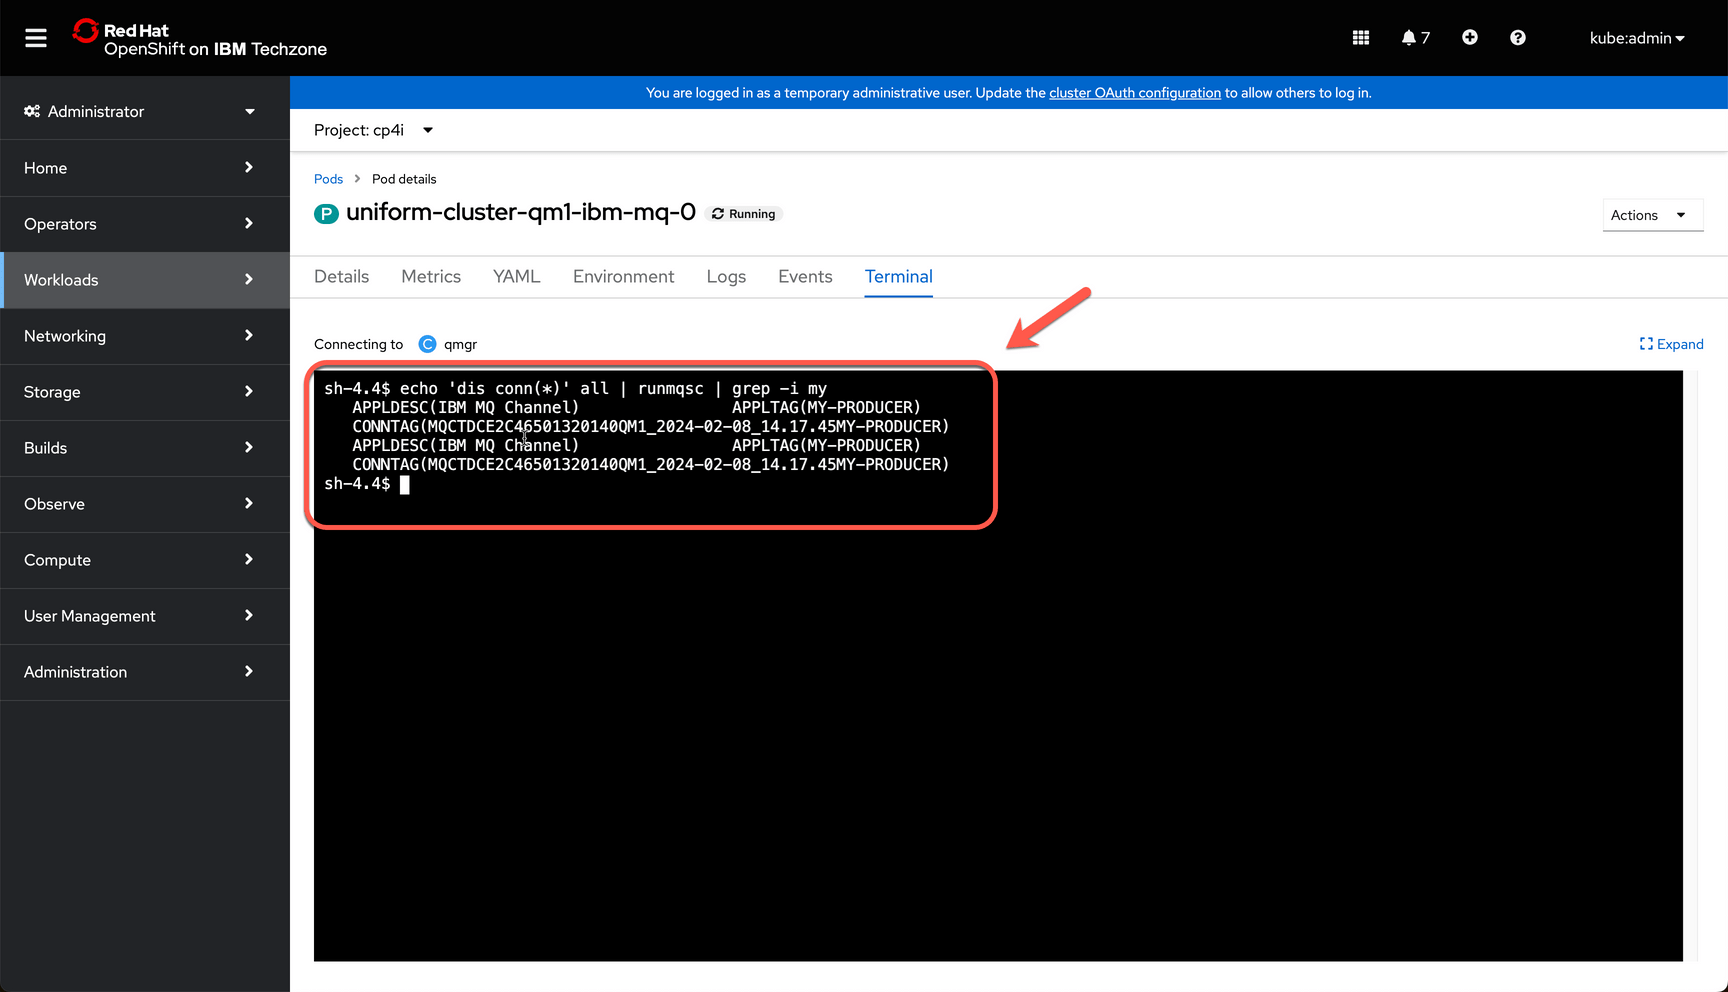 Red Hat
OpenShift on IBM Techzone
7
kube:admin
Administrator
Home
Operators
Workloads
Networking
Storage
Builds
Observe
Compute
User Management
Administration
You are logged in as a temporary administrative user. Update the cluster OAuth configuration to allow others to log in.
Project: cp4i
Pods > Pod details
P uniform-cluster-qm1-ibm-mq-0 Running
Actions
Details Metrics YAML Environment Logs Events Terminal
Connecting to C qmgr
Expand
sh-4.4$ echo 'dis conn(*)' all | runmqsc | grep -i my
APPLDESC(IBM MQ Channel) APPLTAG(MY-PRODUCER)
CONNTAG(MQCTDCE2C46501320140QM1_2024-02-08_14.17.45MY-PRODUCER)
APPLDESC(IBM MQ Channel) APPLTAG(MY-PRODUCER)
CONNTAG(MQCTDCE2C46501320140QM1_2024-02-08_14.17.45MY-PRODUCER)
sh-4.4$